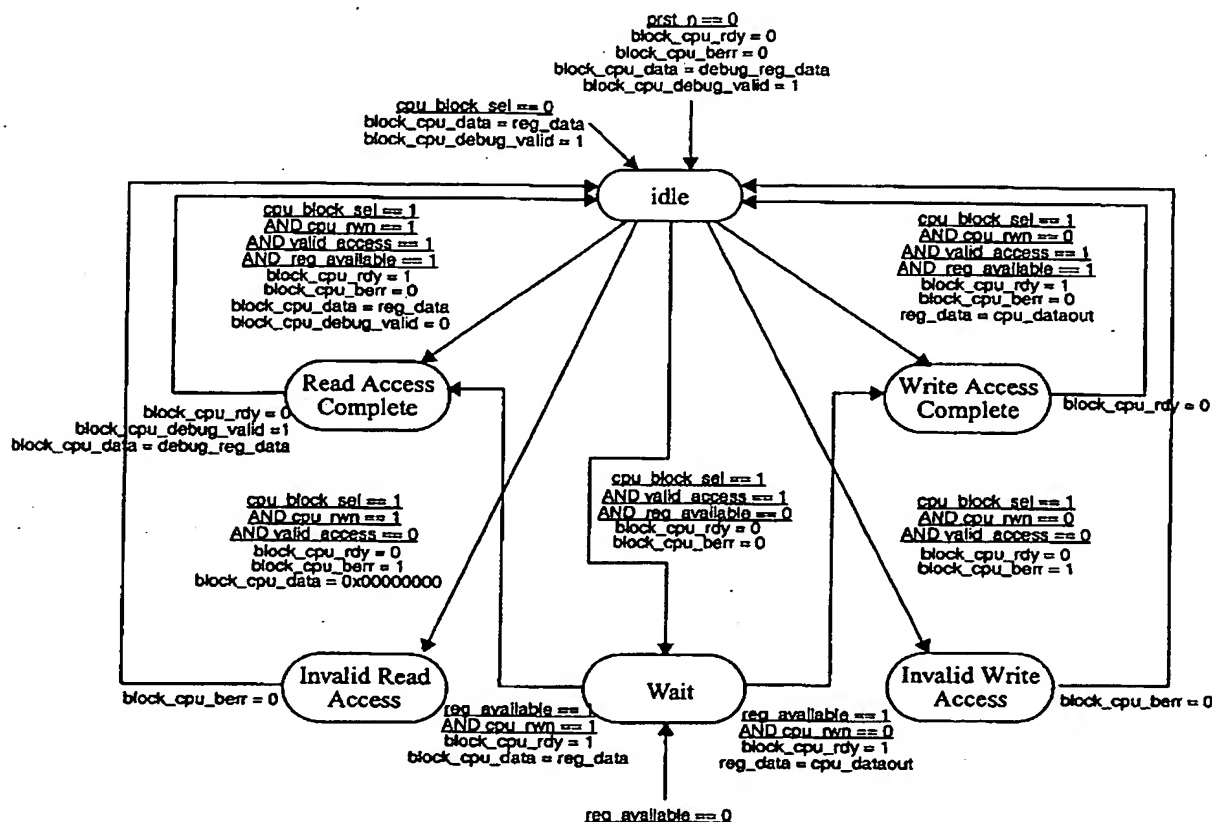 prst_n == 0
block_cpu_rdy = 0
block_cpu_berr = 0
block_cpu_data = debug_reg_data
block_cpu_debug_valid = 1
cpu_block_sel == 0
block_cpu_data = reg_data
block_cpu_debug_valid = 1
idle
cpu_block_sel == 1
AND cpu_rwn == 1
AND valid_access == 1
AND reg_available == 1
block_cpu_rdy = 1
block_cpu_berr = 0
block_cpu_data = reg_data
block_cpu_debug_valid = 0
cpu_block_sel == 1
AND cpu_rwn == 0
AND valid_access == 1
AND reg_available == 1
block_cpu_rdy = 1
block_cpu_berr = 0
reg_data = cpu_dataout
Read Access
Complete
block_cpu_rdy = 0
block_cpu_debug_valid =1
block_cpu_data = debug_reg_data
Write Access
Complete
block_cpu_rdy = 0
cpu_block_sel == 1
AND cpu_rwn == 1
AND valid_access == 0
block_cpu_rdy = 0
block_cpu_berr = 1
block_cpu_data = 0x00000000
cpu_block_sel == 1
AND valid_access == 1
AND reg_available == 0
block_cpu_rdy = 0
block_cpu_berr = 0
cpu_block_sel == 1
AND cpu_rwn == 0
AND valid_access == 0
block_cpu_rdy = 0
block_cpu_berr = 1
Invalid Read
Access
block_cpu_berr = 0
Wait
Invalid Write
Access
block_cpu_berr = 0
reg_available == 1
AND cpu_rwn == 1
block_cpu_rdy = 1
block_cpu_data = reg_data
reg_available == 1
AND cpu_rwn == 0
block_cpu_rdy = 1
reg_data = cpu_dataout
reg_available == 0